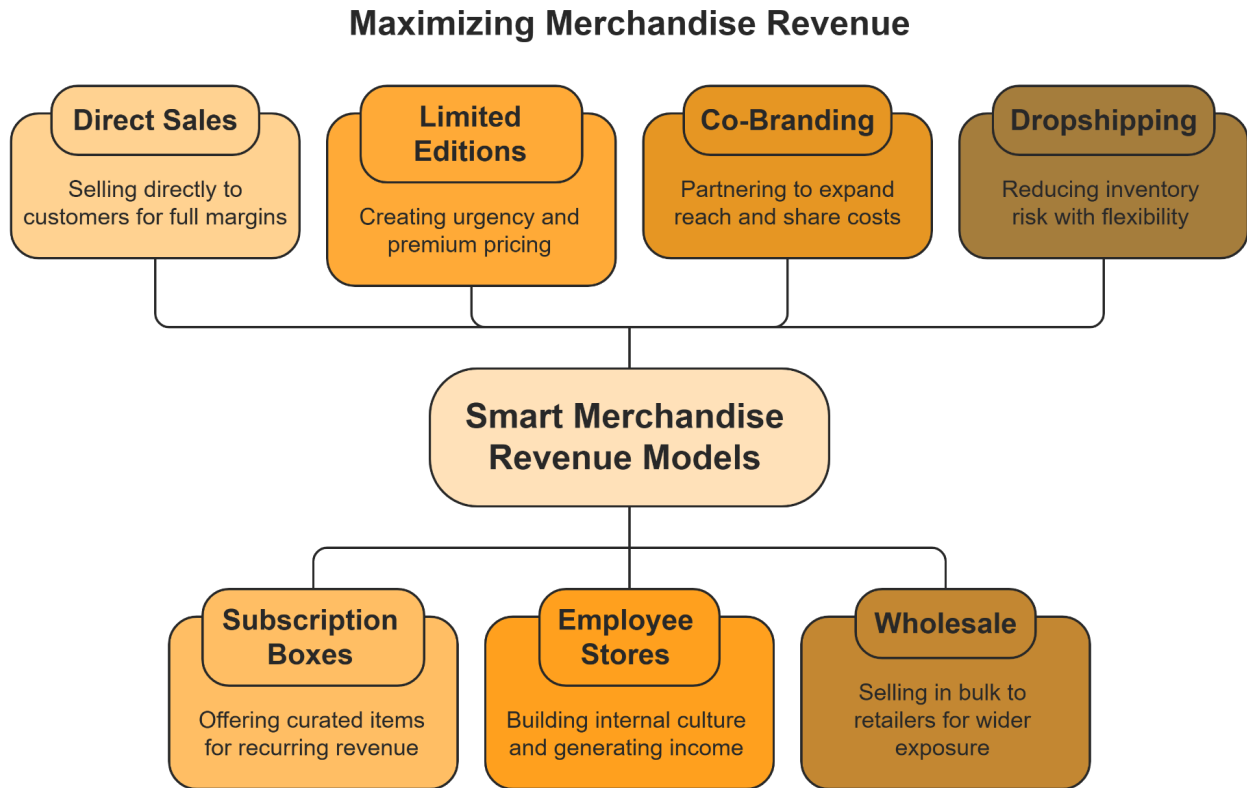 Maximizing Merchandise Revenue
Direct Sales
Selling directly to
customers for full margins
Limited
Editions
Creating urgency and
premium pricing
Co-Branding
Partnering to expand
reach and share costs
Dropshipping
Reducing inventory
risk with flexibility
Smart Merchandise
Revenue Models
Subscription
Boxes
Offering curated items
for recurring revenue
Employee
Stores
Building internal culture
and generating income
Wholesale
Selling in bulk to
retailers for wider
exposure